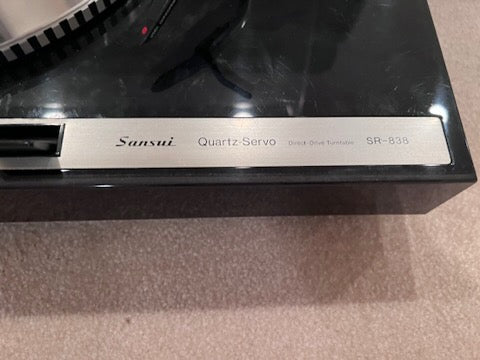 Sansui Quartz-Servo Direct-Drive Turntable SR-838